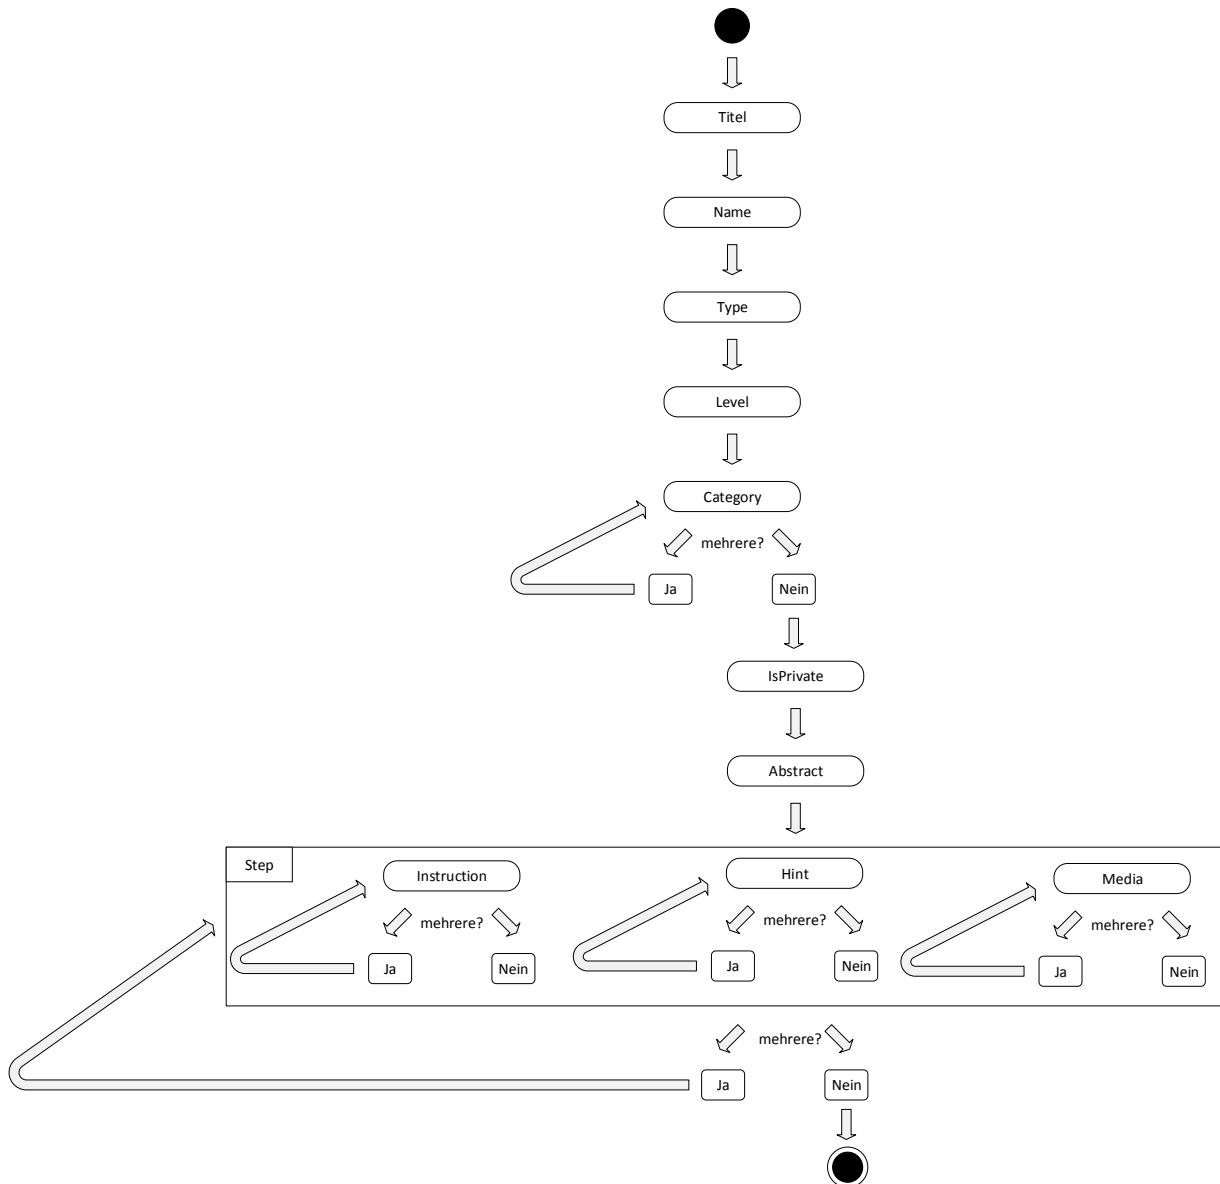 Titel
Name
Type
Level
Category
mehrere?
Ja
Nein
IsPrivate
Abstract
Step
Instruction
mehrere?
Ja
Nein
Hint
mehrere?
Ja
Nein
Media
mehrere?
Ja
Nein
mehrere?
Ja
Nein